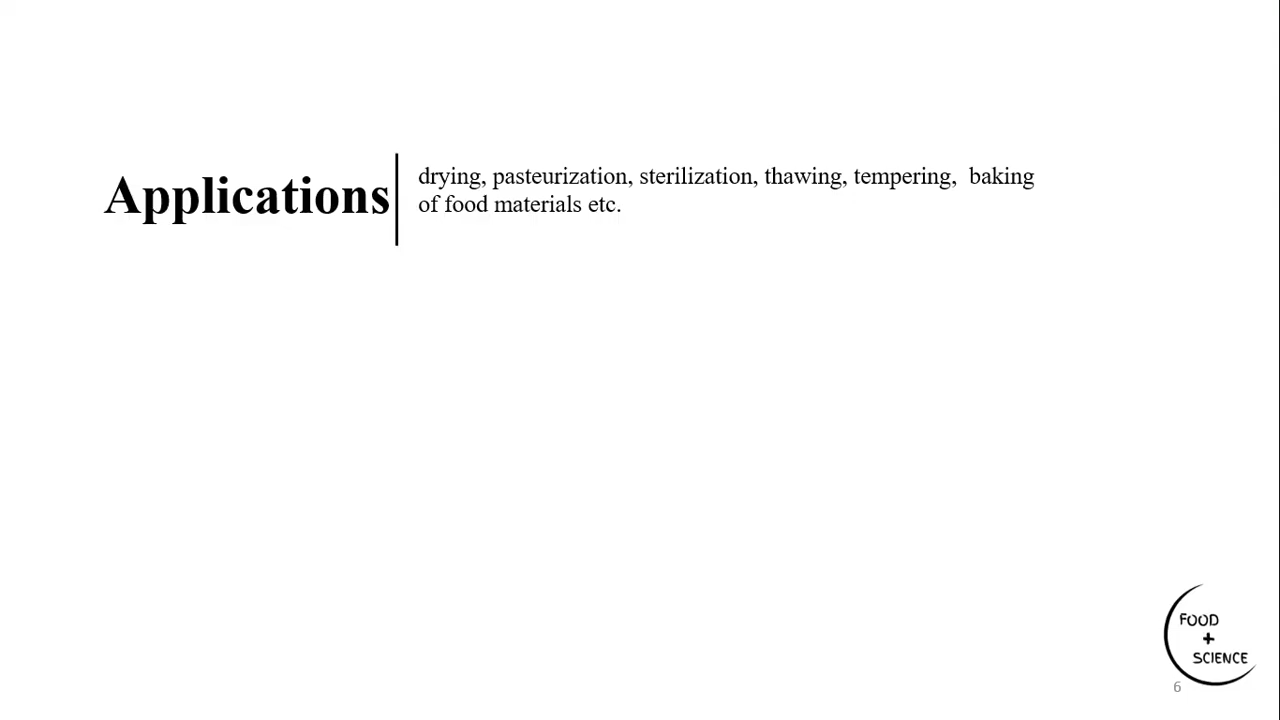 Applications
drying, pasteurization, sterilization, thawing, tempering,  baking
of food materials etc.
FOOD
+
SCIENCE
6